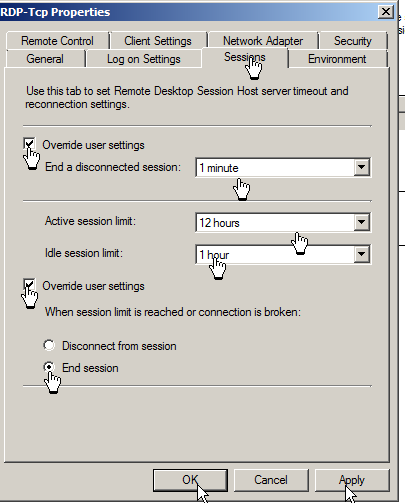 RDP-Tcp Properties
Remote Control Client Settings Network Adapter Security
General Log on Settings Sessions Environment
Use this tab to set Remote Desktop Session Host server timeout and
reconnection settings.
Override user settings
End a disconnected session: 1 minute
Active session limit: 12 hours
Idle session limit: 1 hour
Override user settings
When session limit is reached or connection is broken:
Disconnect from session
End session
OK Cancel Apply